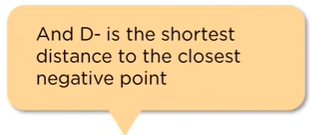 And D- is the shortest
distance to the closest
negative point